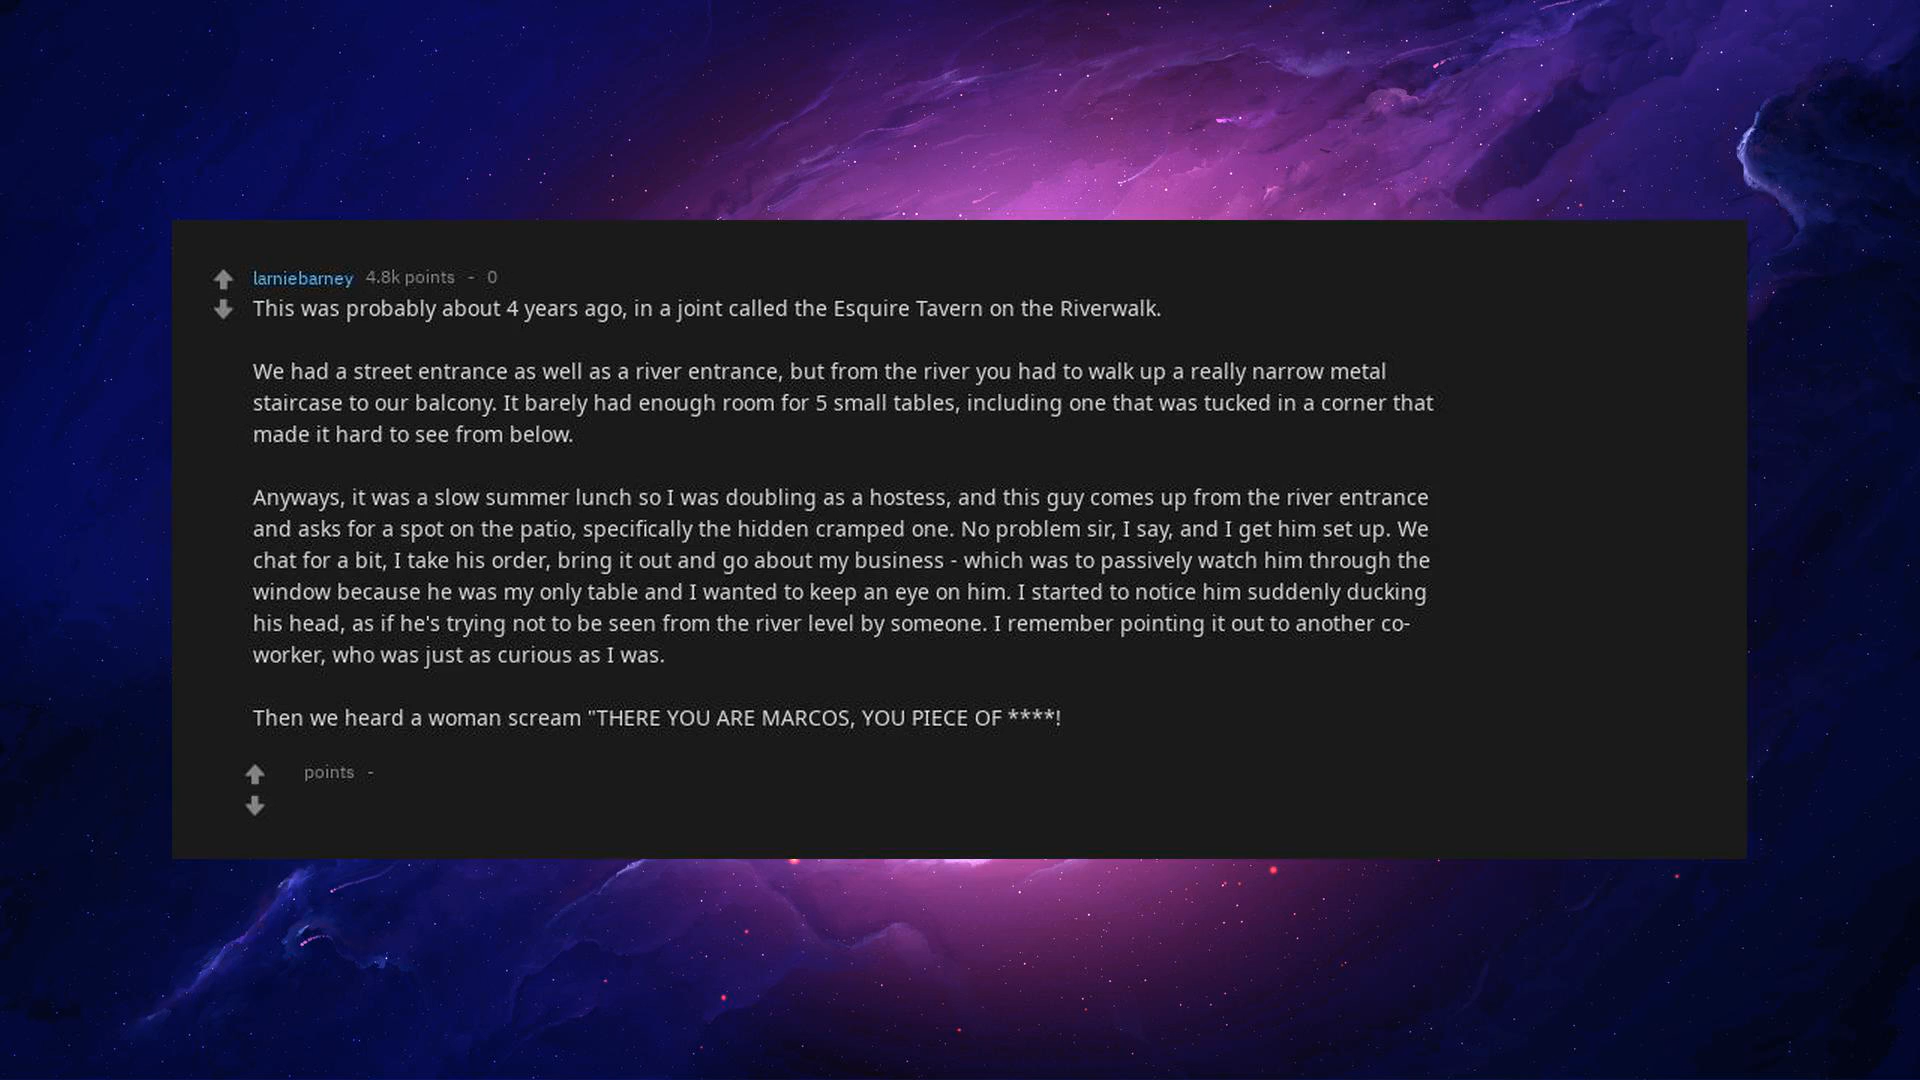 larniebarney 4.8k points - 0
This was probably about 4 years ago, in a joint called the Esquire Tavern on the Riverwalk.
We had a street entrance as well as a river entrance, but from the river you had to walk up a really narrow metal
staircase to our balcony. It barely had enough room for 5 small tables, including one that was tucked in a corner that
made it hard to see from below.
Anyways, it was a slow summer lunch so I was doubling as a hostess, and this guy comes up from the river entrance
and asks for a spot on the patio, specifically the hidden cramped one. No problem sir, I say, and I get him set up. We
chat for a bit, I take his order, bring it out and go about my business - which was to passively watch him through the
window because he was my only table and I wanted to keep an eye on him. I started to notice him suddenly ducking
his head, as if he's trying not to be seen from the river level by someone. I remember pointing it out to another co-
worker, who was just as curious as I was.
Then we heard a woman scream "THERE YOU ARE MARCOS, YOU PIECE OF ****!
points -